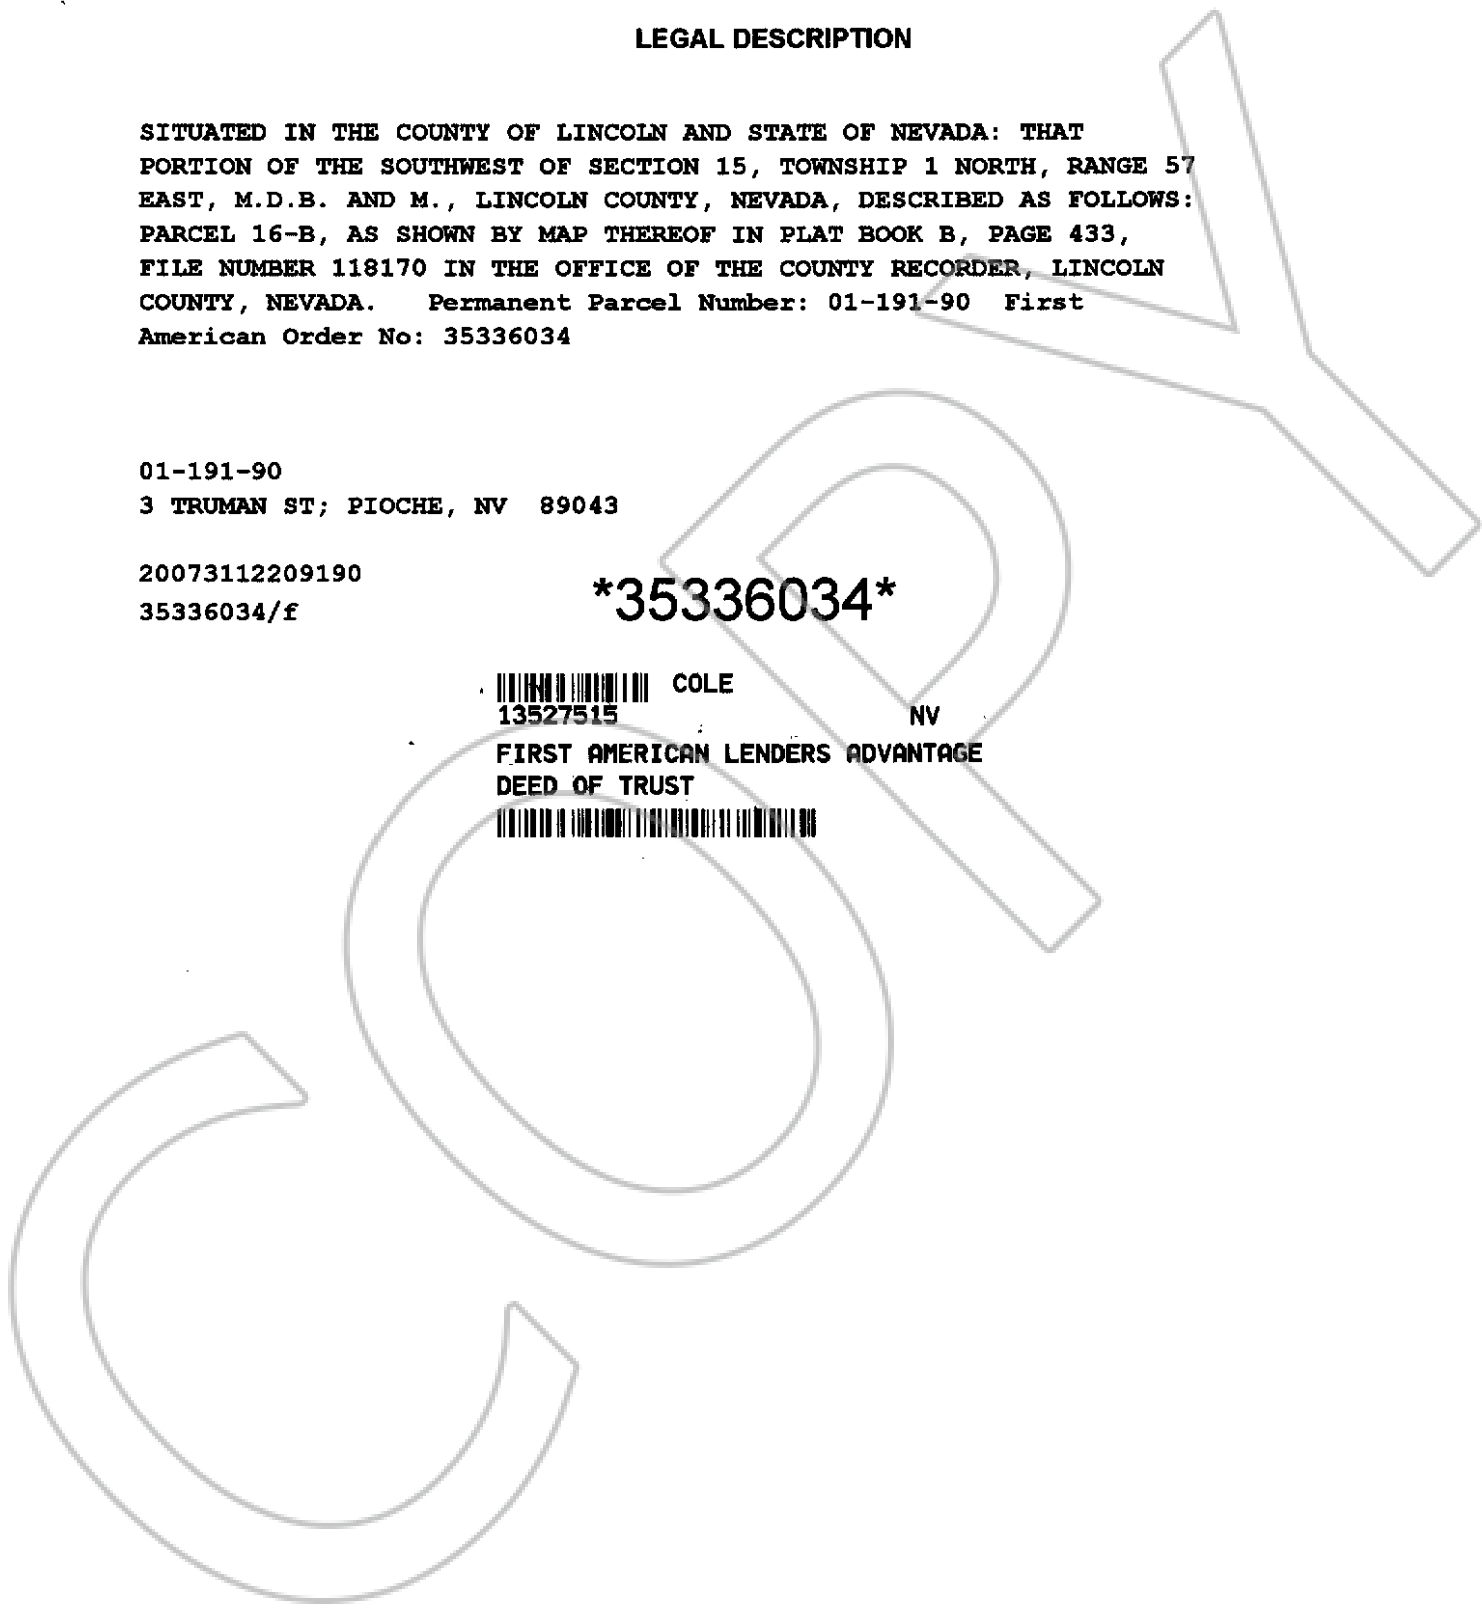 LEGAL DESCRIPTION
SITUATED IN THE COUNTY OF LINCOLN AND STATE OF NEVADA: THAT
PORTION OF THE SOUTHWEST OF SECTION 15, TOWNSHIP 1 NORTH, RANGE 57
EAST, M.D.B. AND M., LINCOLN COUNTY, NEVADA, DESCRIBED AS FOLLOWS:
PARCEL 16-B, AS SHOWN BY MAP THEREOF IN PLAT BOOK B, PAGE 433,
FILE NUMBER 118170 IN THE OFFICE OF THE COUNTY RECORDER, LINCOLN
COUNTY, NEVADA. Permanent Parcel Number: 01-191-90 First
American Order No: 35336034
01-191-90
3 TRUMAN ST; PIOCHE, NV 89043
20073112209190
35336034/f
*35336034*
COLE
13527515 NV
FIRST AMERICAN LENDERS ADVANTAGE
DEED OF TRUST
COPY